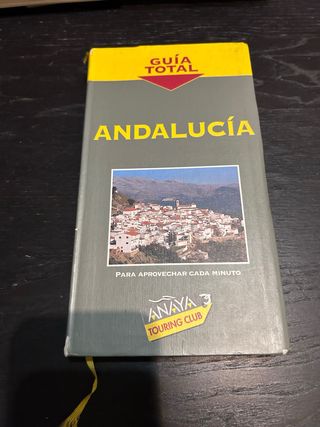 GUÍA
TOTAL
ANDALUCÍA
PARA APROVECHAR CADA MINUTO
ANAYA
TOURING CLUB